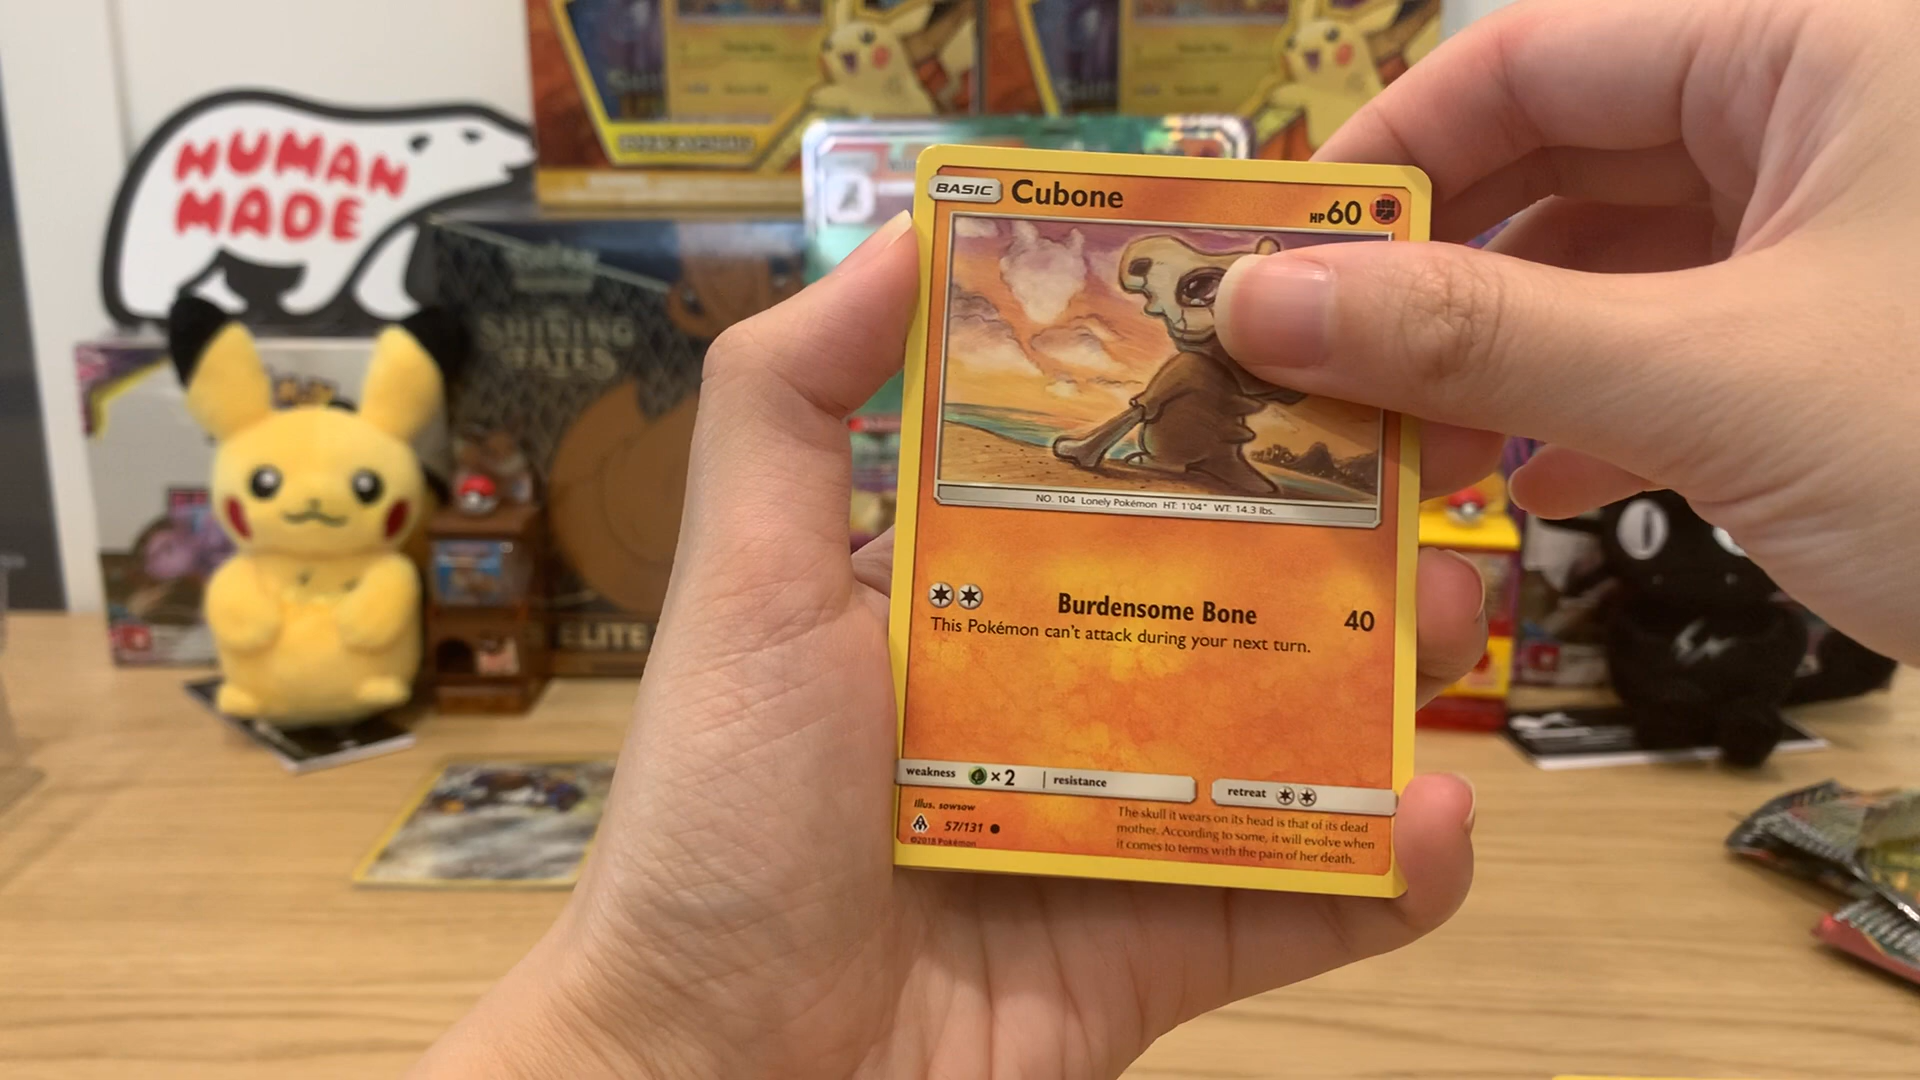 HUMAN
MADE
SHINING
FATES
ELITE
BASIC Cubone HP 60
NO. 104 Lonely Pokémon HT: 1'04" WT: 14.3 lbs.
Burdensome Bone 40
This Pokémon can't attack during your next turn.
weakness ×2 resistance
retreat
Illus. sowsow
57/131
©2018 Pokémon
The skull it wears on its head is that of its dead
mother. According to some, it will evolve when
it comes to terms with the pain of her death.